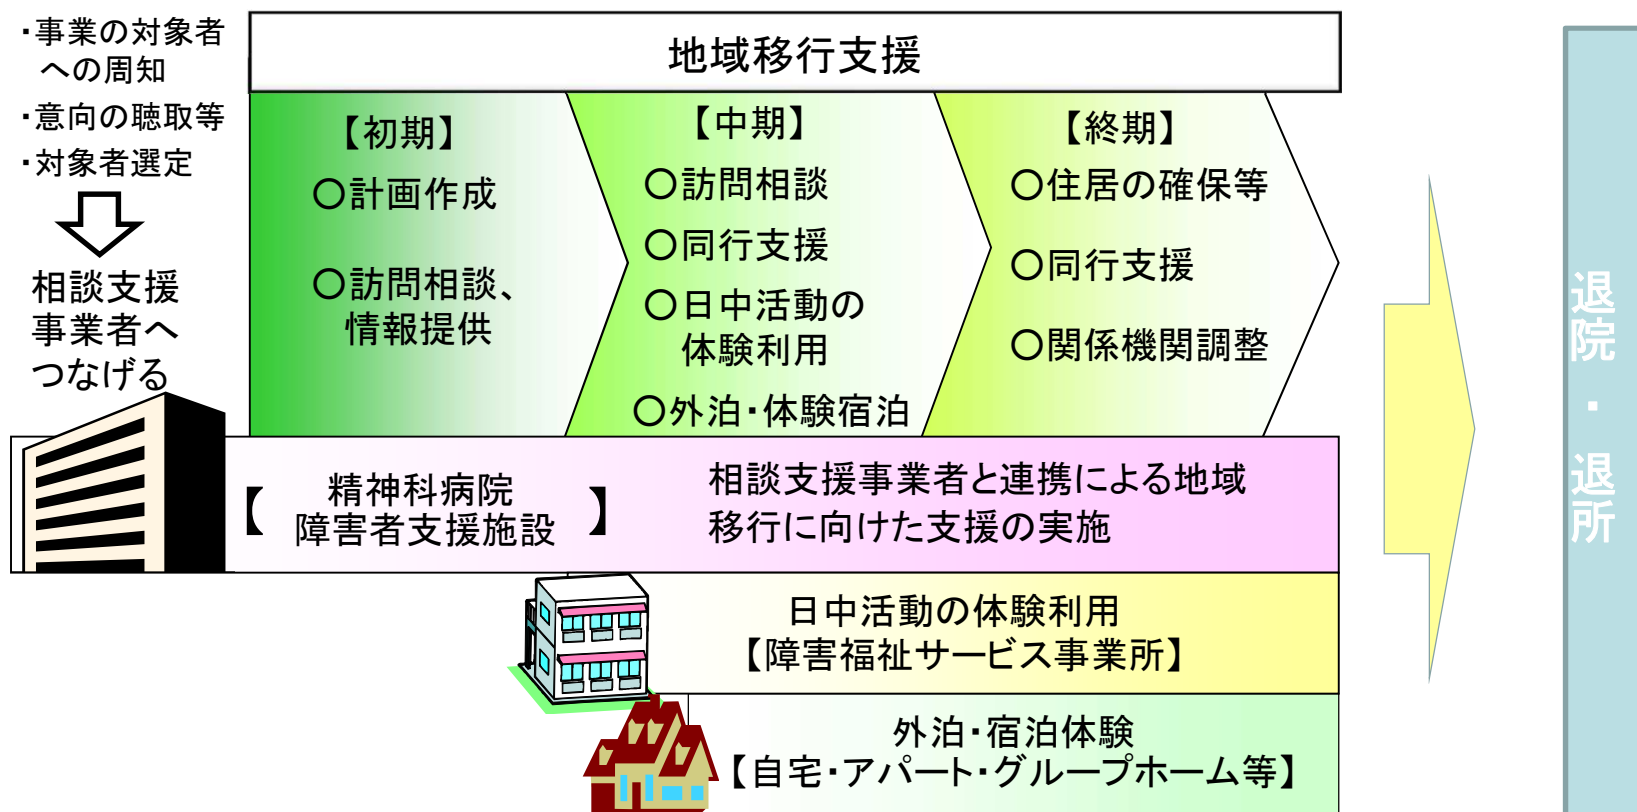 ・事業の対象者
への周知
・意向の聴取等
・対象者選定
相談支援
事業者へ
つなげる
地域移行支援
【初期】
〇計画作成
〇訪問相談、
情報提供
【中期】
〇訪問相談
〇同行支援
〇日中活動の
体験利用
〇外泊・体験宿泊
【終期】
〇住居の確保等
〇同行支援
〇関係機関調整
【 精神科病院
障害者支援施設 】
相談支援事業者と連携による地域
移行に向けた支援の実施
日中活動の体験利用
【障害福祉サービス事業所】
外泊・宿泊体験
【自宅・アパート・グループホーム等】
退院・退所